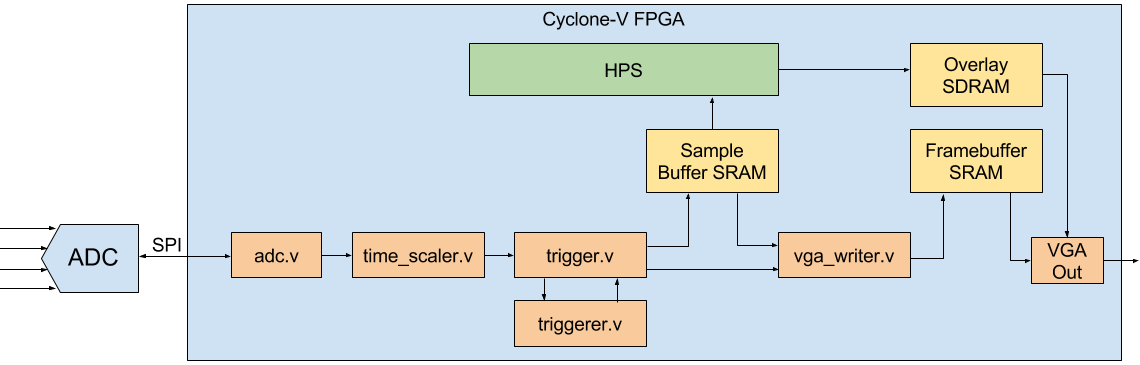 Cyclone-V FPGA
HPS
Overlay
SDRAM
Sample
Buffer SRAM
Framebuffer
SRAM
ADC
SPI
adc.v
time_scaler.v
trigger.v
vga_writer.v
VGA
Out
triggerer.v